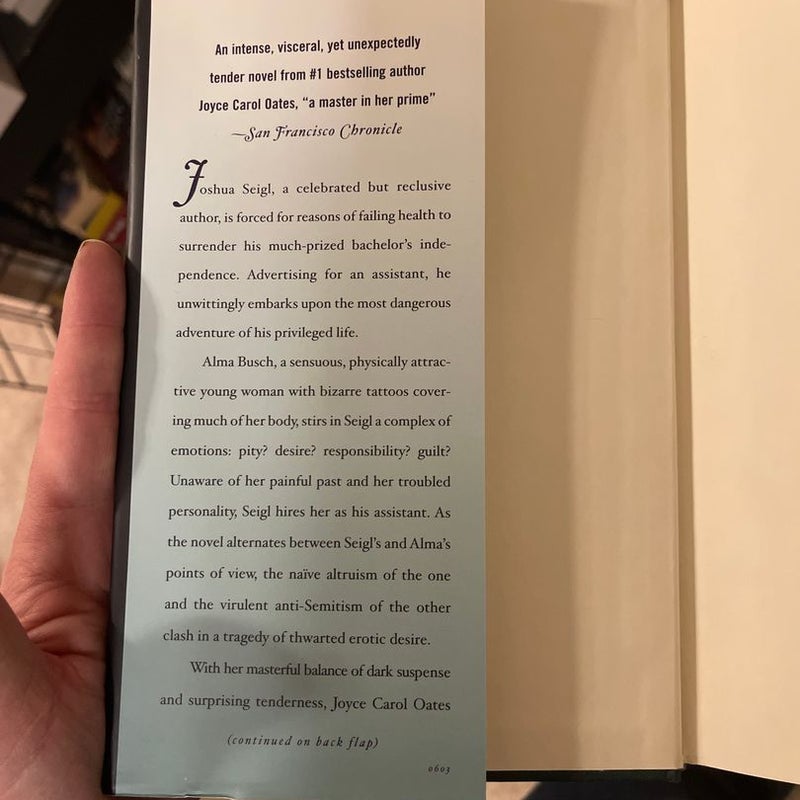 An intense, visceral, yet unexpectedly
tender novel from #1 bestselling author
Joyce Carol Oates, “a master in her prime”
—San Francisco Chronicle
Joshua Seigl, a celebrated but reclusive
author, is forced for reasons of failing health to
surrender his much-prized bachelor’s inde-
pendence. Advertising for an assistant, he
unwittingly embarks upon the most dangerous
adventure of his privileged life.
Alma Busch, a sensuous, physically attrac-
tive young woman with bizarre tattoos cover-
ing much of her body, stirs in Seigl a complex of
emotions: pity? desire? responsibility? guilt?
Unaware of her painful past and her troubled
personality, Seigl hires her as his assistant. As
the novel alternates between Seigl’s and Alma’s
points of view, the naïve altruism of the one
and the virulent anti-Semitism of the other
clash in a tragedy of thwarted erotic desire.
With her masterful balance of dark suspense
and surprising tenderness, Joyce Carol Oates
(continued on back flap)
0603